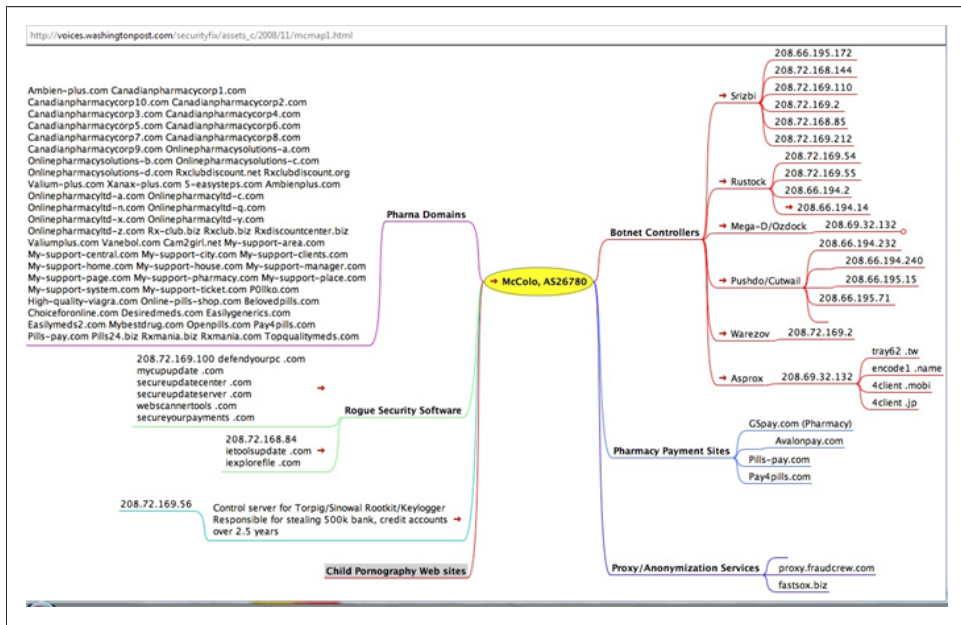 http://voices.washingtonpost.com/securityfix/assets_c/2008/11/mcmap1.html
Ambien-plus.com Canadianpharmacycorp1.com
Canadianpharmacycorp10.com Canadianpharmacycorp2.com
Canadianpharmacycorp3.com Canadianpharmacycorp4.com
Canadianpharmacycorp5.com Canadianpharmacycorp6.com
Canadianpharmacycorp7.com Canadianpharmacycorp8.com
Canadianpharmacycorp9.com Onlinesolutions-a.com
Onlinepharmacysolutions-b.com Onlinepharmacysolutions-c.com
Onlinepharmacysolutions-d.com Rxclubdiscount.net Rxclubdiscount.org
Valium-plus.com Xanax-plus.com 5-easysteps.com Ambienplus.com
Onlinepharmacyltd-a.com Onlinepharmacyltd-c.com
Onlinepharmacyltd-n.com Onlinepharmacyltd-q.com
Onlinepharmacyltd-x.com Onlinepharmacyltd-y.com
Onlinepharmacyltd-z.com Rx-club.biz Rxclub.biz Rxdiscountcenter.biz
Valiumplus.com Vanebol.com Cam2girl.net My-support-area.com
My-support-central.com My-support-city.com My-support-clients.com
My-support-home.com My-support-house.com My-support-manager.com
My-support-page.com My-support-pharmacy.com My-support-place.com
My-support-system.com My-support-ticket.com P0llko.com
High-quality-viagra.com Online-pills-shop.com Belovedpills.com
Choiceforonline.com Desiredmeds.com Easilygenerics.com
Easilymeds2.com Mybestdrug.com Openpills.com Pay4pills.com
Pills-pay.com Pills24.biz Rxmania.biz Rxmania.com Topqualitymeds.com
Pharna Domains
208.72.169.100 defendyourpc .com
mycupupdate .com
secureupdatecenter .com
secureupdateserver .com
webscannertools .com
secureyourpayments .com
Rogue Security Software
208.72.168.84
ietoolsupdate .com
iexplorefile .com
208.72.169.56
Control server for Torpig/Sinowal Rootkit/Keylogger
Responsible for stealing 500k bank, credit accounts
over 2.5 years
Child Pornography Web sites
McColo, AS26780
Botnet Controllers
Srizbi
208.66.195.172
208.72.168.144
208.72.169.110
208.72.169.2
208.72.168.85
208.72.169.212
Rustock
208.72.169.54
208.72.169.55
208.66.194.2
208.66.194.14
Mega-D/Ozdock
208.69.32.132
Pushdo/Cutwail
208.66.194.232
208.66.194.240
208.66.195.15
208.66.195.71
Warezov
208.72.169.2
Asprox
208.69.32.132
tray62 .tw
encode1 .name
4client .mobi
4client .jp
Pharmacy Payment Sites
GSpay.com (Pharmacy)
Avalonpay.com
Pills-pay.com
Pay4pills.com
Proxy/Anonymization Services
proxy.fraudcrew.com
fastsox.biz